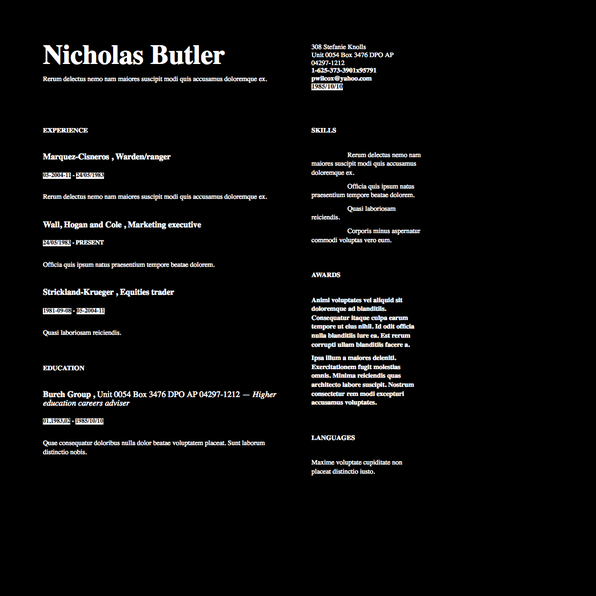 Nicholas Butler
Rerum delectus nemo nam maiores suscipit modi quis accusamus doloremque ex.
308 Stefanie Knolls
Unit 0054 Box 3476 DPO AP
04297-1212
1-625-373-3901x95791
pwilcox@yahoo.com
1985/10/10
EXPERIENCE
Marquez-Cisneros , Warden/ranger
05-2004-11 - 24/05/1983
Rerum delectus nemo nam maiores suscipit modi quis accusamus doloremque ex.
Wall, Hogan and Cole , Marketing executive
24/05/1983 - PRESENT
Officia quis ipsum natus praesentium tempore beatae dolorem.
Strickland-Krueger , Equities trader
1981-09-08 - 05-2004-11
Quasi laboriosam reiciendis.
EDUCATION
Burch Group , Unit 0054 Box 3476 DPO AP 04297-1212 — Higher
education careers adviser
01.1983.02 - 1985/10/10
Quae consequatur doloribus nulla dolor beatae voluptatem placeat. Sunt laborum
distinctio nobis.
SKILLS
Rerum delectus nemo nam
maiores suscipit modi quis accusamus
doloremque ex.
Officia quis ipsum natus
praesentium tempore beatae dolorem.
Quasi laboriosam
reiciendis.
Corporis minus aspernatur
commodi voluptas vero eum.
AWARDS
Animi voluptates vel aliquid sit
doloremque ad blanditiis.
Consequatur itaque culpa earum
tempore ut eius nihil. Id odit officia
nulla blanditiis iure ea. Est rerum
corrupti ullam blanditiis facere a.
Ipsa illum a maiores deleniti.
Exercitationem fugit molestias
omnis. Minima reiciendis quas
architecto labore suscipit. Nostrum
consectetur rem modi excepturi
accusamus voluptates.
LANGUAGES
Maxime voluptate cupiditate non
placeat distinctio iusto.